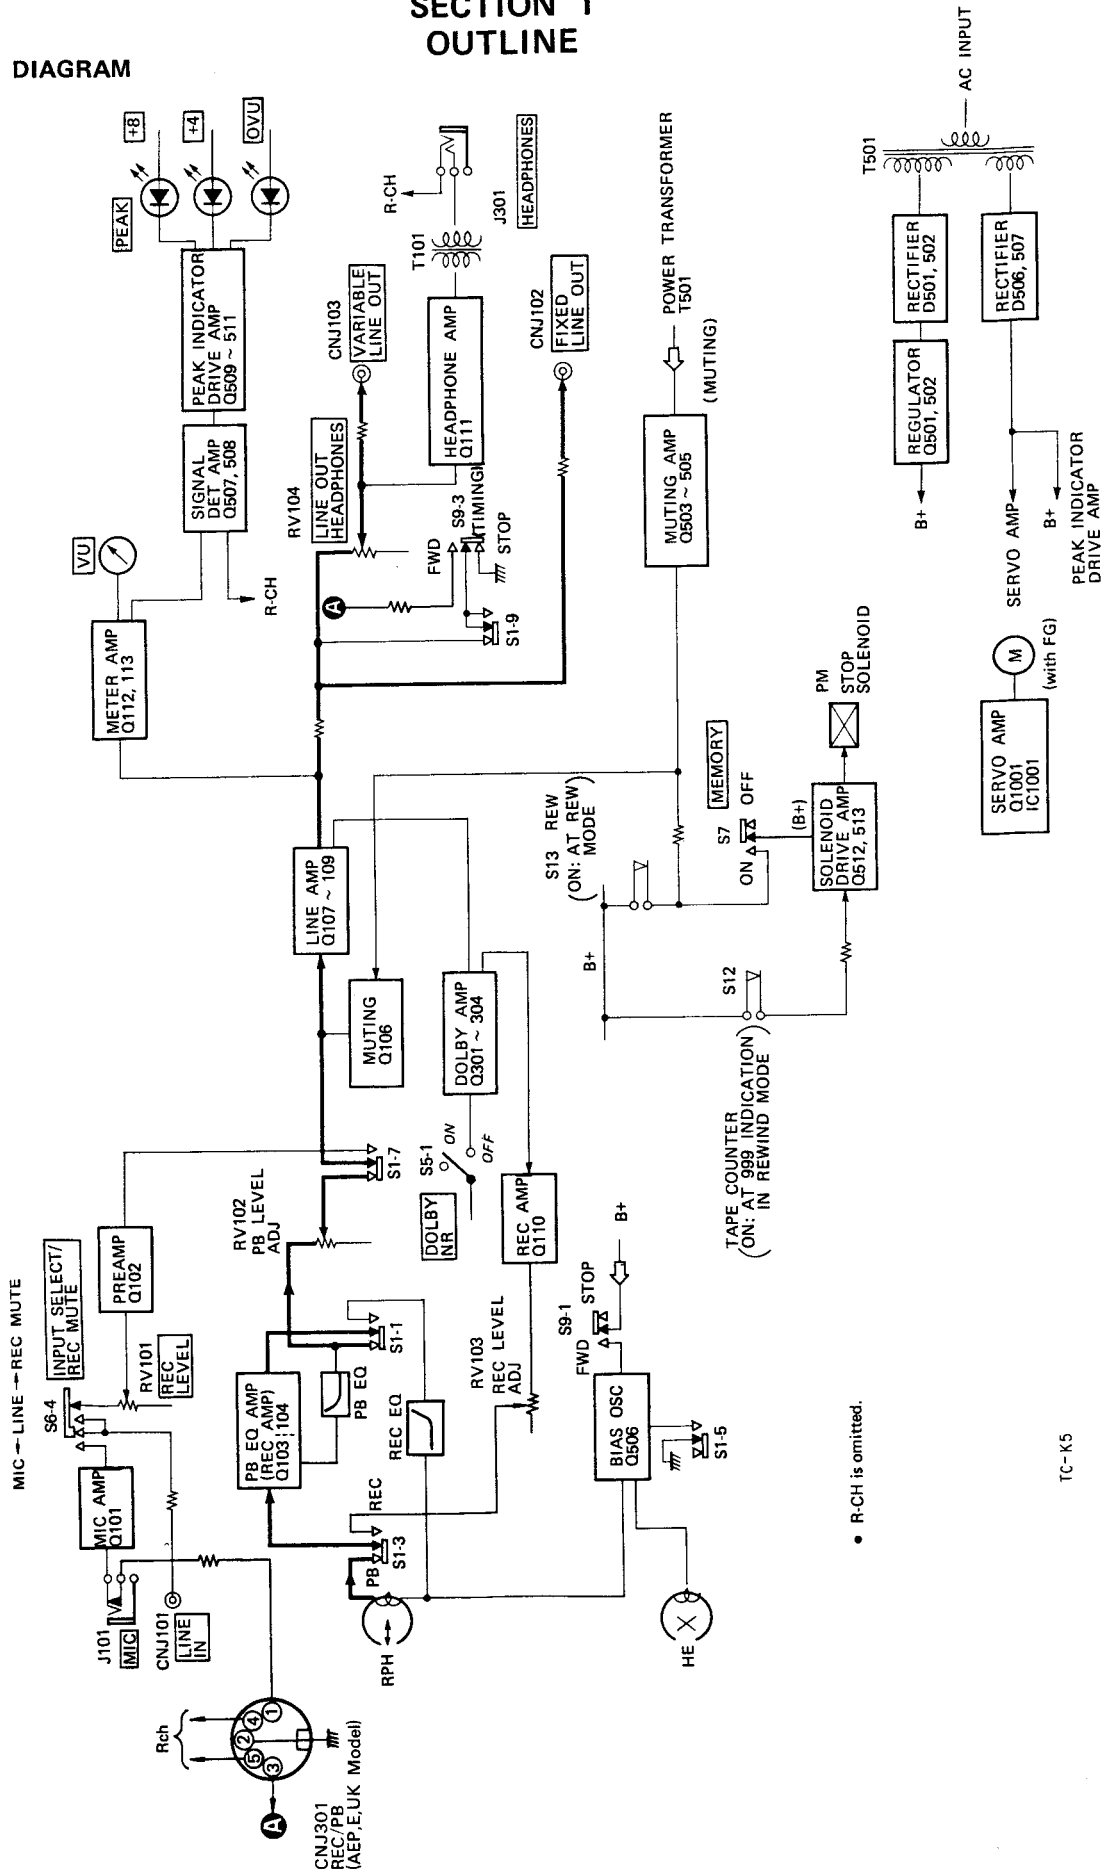 SECTION 1
OUTLINE
DIAGRAM
MIC ↔ LINE → REC MUTE
J101
MIC
CNJ101
LINE
IN
MIC AMP
Q101
S6-4
INPUT SELECT/
REC MUTE
RV101
REC
LEVEL
PREAMP
Q102
Rch
1
2
3
4
5
A
CNJ301
REC/PB
(AEP,E,UK Model)
PB EQ AMP
(REC AMP)
Q103 104
PB EQ
S1-1
REC EQ
RV102
PB LEVEL
ADJ
S1-7
RPH
PB
REC
S1-3
RV103
REC LEVEL
ADJ
REC AMP
Q110
DOLBY
NR
S5-1
ON
OFF
DOLBY AMP
Q301 ~ 304
MUTING
Q106
LINE AMP
Q107 ~ 109
METER AMP
Q112, 113
VU
SIGNAL
DET AMP
Q507, 508
R-CH
PEAK INDICATOR
DRIVE AMP
Q509 ~ 511
PEAK
+8
+4
OVU
RV104
LINE OUT
HEADPHONES
CNJ103
VARIABLE
LINE OUT
A
FWD
S9-3
(TIMING)
STOP
S1-9
HEADPHONE AMP
Q111
T101
R-CH
J301
HEADPHONES
CNJ102
FIXED
LINE OUT
HE
BIAS OSC
Q506
S1-5
FWD
S9-1
STOP
B+
MUTING AMP
Q503 ~ 505
(MUTING)
POWER TRANSFORMER
T501
S13 REW
(ON: AT REW
MODE)
B+
S12
TAPE COUNTER
(ON: AT 999 INDICATION
IN REWIND MODE)
MEMORY
S7
ON
OFF
(B+)
SOLENOID
DRIVE AMP
Q512, 513
PM
STOP
SOLENOID
SERVO AMP
Q1001
IC1001
M
(with FG)
SERVO AMP
B+
PEAK INDICATOR
DRIVE AMP
B+
REGULATOR
Q501, 502
RECTIFIER
D501, 502
RECTIFIER
D506, 507
T501
AC INPUT
• R-CH is omitted.
TC-K5